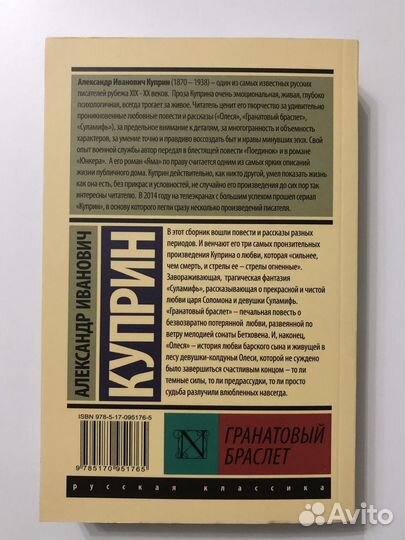 Александр Иванович Куприн (1870 – 1938) – один из самых известных русских
писателей рубежа XIX - XX веков. Проза Куприна очень эмоциональная, живая, глубоко
психологичная, всегда трогает за живое. Читатель ценит его творчество за удивительно
проникновенные любовные повести и рассказы («Олеся», «Гранатовый браслет»,
«Суламифь»), за предельное внимание к деталям, за многогранность и объемность
характеров, за умение точно и правдиво воссоздать быт и нравы минувших эпох. Свой
опыт военной службы автор передал в блестящей повести «Поединок» и в романе
«Юнкера». А его роман «Яма» по праву считается одним из самых ярких описаний
жизни публичного дома. Куприн действительно, как никто другой, умел показать жизнь
как она есть, без прикрас и условностей, не случайно его произведения до сих пор так
интересны читателю. В 2014 году на телеэкранах с большим успехом прошел сериал
«Куприн», в основу которого легли сразу несколько произведений писателя.
АЛЕКСАНДР ИВАНОВИЧ
КУПРИН
В этот сборник вошли повести и рассказы разных
периодов. И венчают его три самых пронзительных
произведения Куприна о любви, которая «сильнее,
чем смерть, и стрелы ее – стрелы огненные».
Завораживающая, трагическая фантазия
«Суламифь», рассказывающая о прекрасной и чистой
любви царя Соломона и девушки Суламифь.
«Гранатовый браслет» – печальная повесть о
безвозвратно потерянной любви, развеянной по
ветру мелодией сонаты Бетховена. И, наконец,
«Олеся» – история любви барского сына и живущей в
лесу девушки-колдуньи Олеси, которой не суждено
было завершиться счастливым концом – то ли
темные силы, то ли предрассудки, то ли просто
судьба разлучили влюбленных навсегда.
ISBN 978-5-17-095176-5
9 785170 951765
N
ГРАНАТОВЫЙ
БРАСЛЕТ
русская классика
Avito